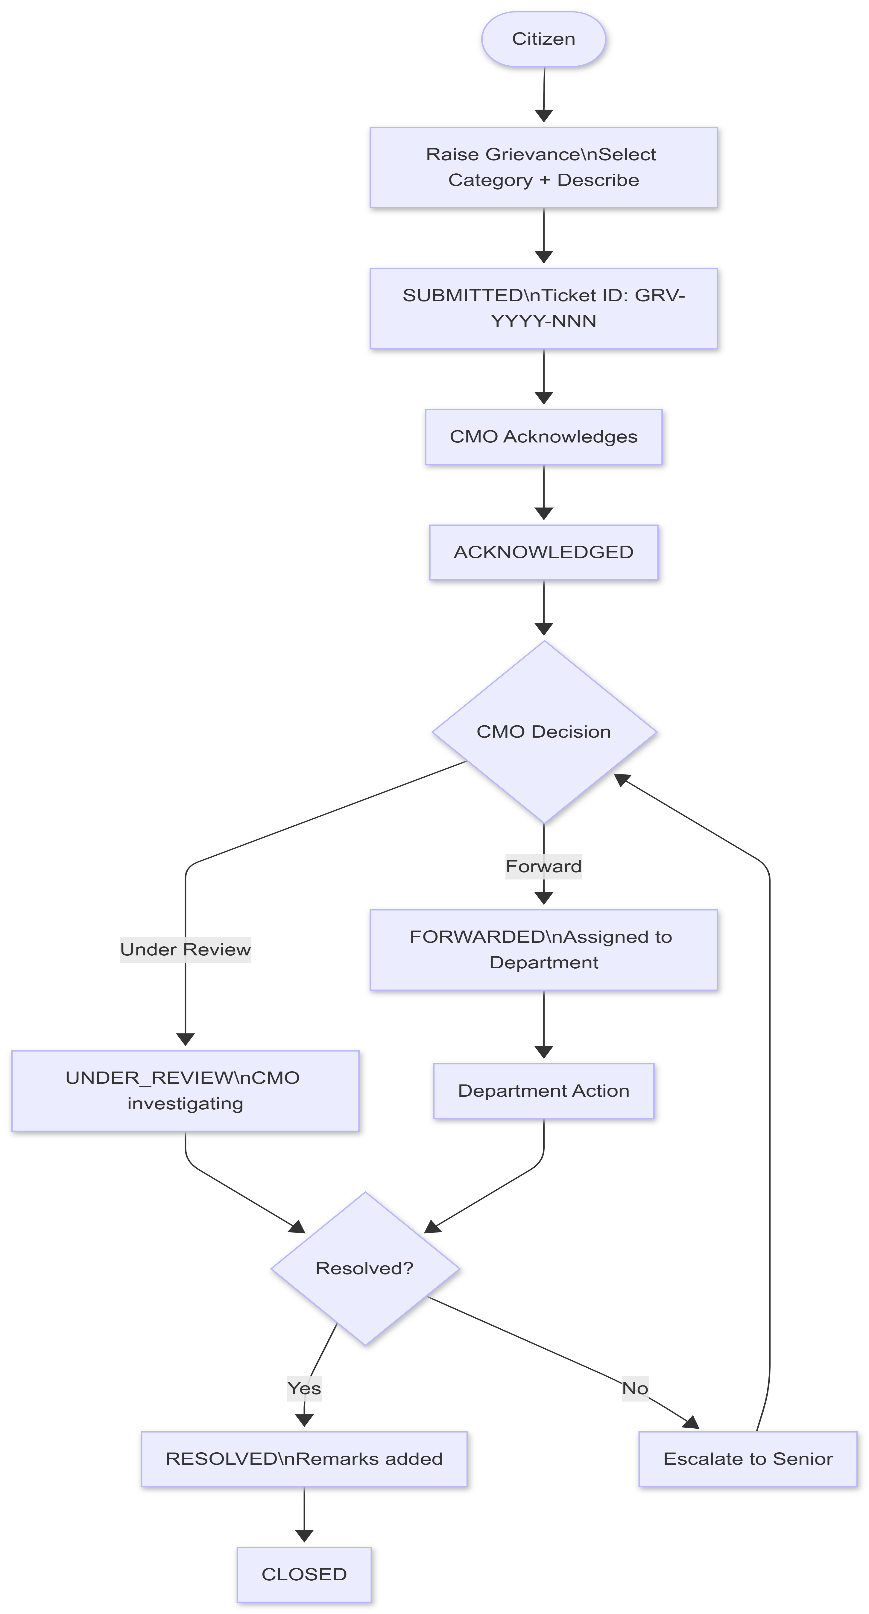 Citizen
Raise Grievance\nSelect
Category + Describe
SUBMITTED\nTicket ID: GRV-
YYYY-NNN
CMO Acknowledges
ACKNOWLEDGED
CMO Decision
Forward
Under Review
FORWARDED\nAssigned to
Department
UNDER_REVIEW\nCMO
investigating
Department Action
Resolved?
Yes
No
RESOLVED\nRemarks added
Escalate to Senior
CLOSED